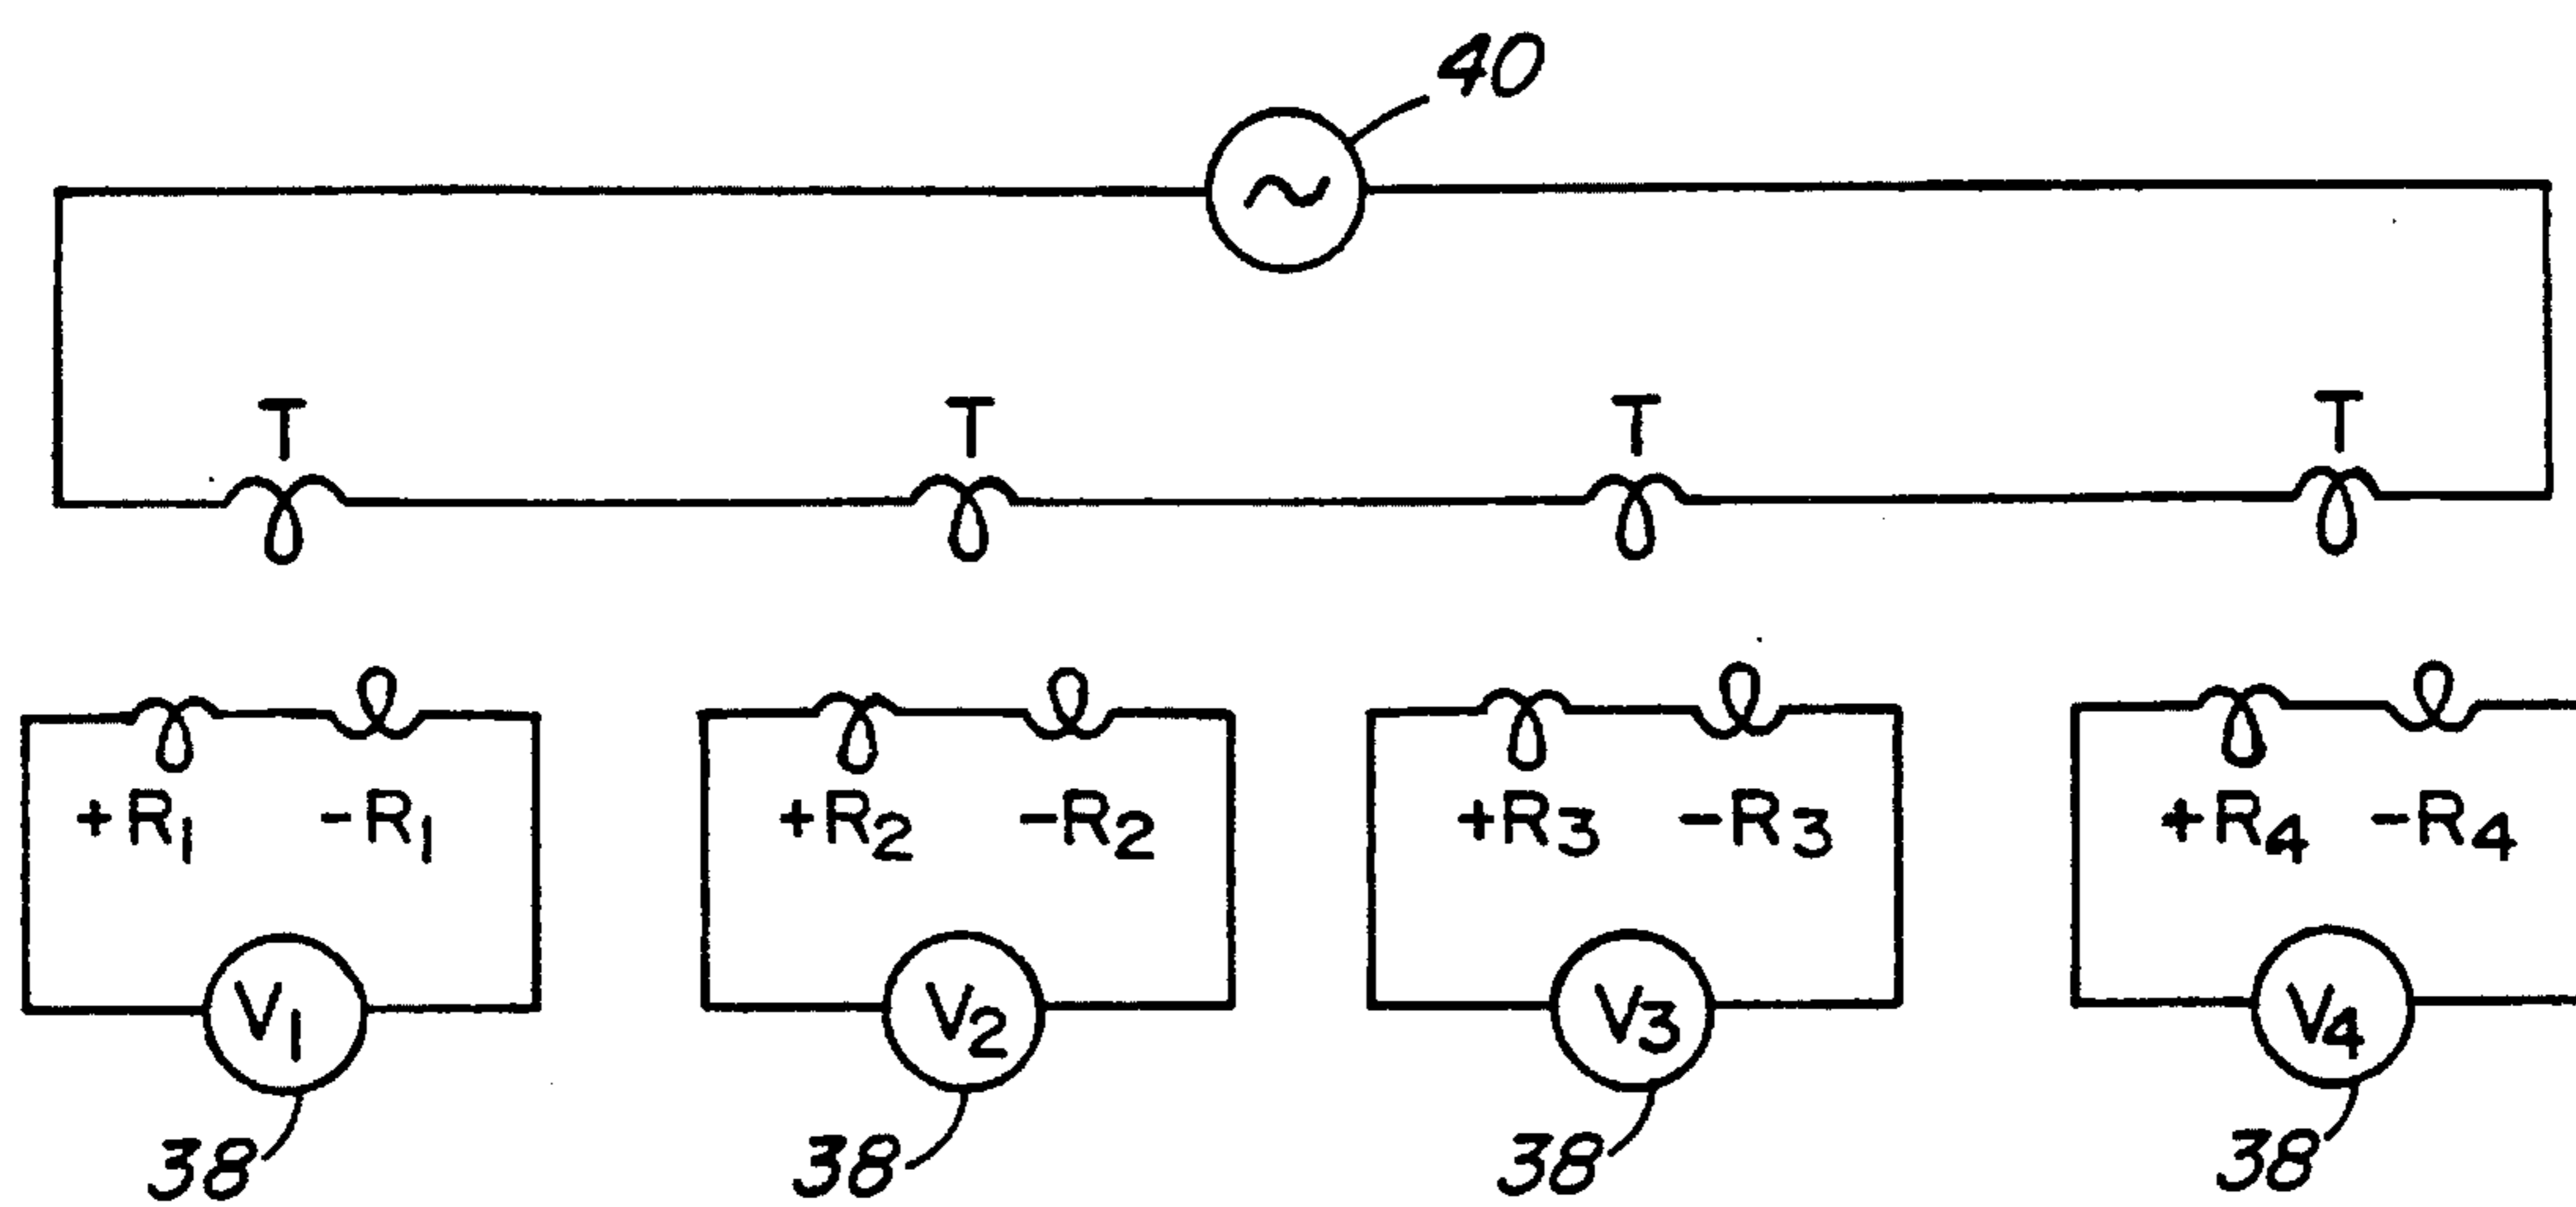 40
T T T T
+R1 -R1 +R2 -R2 +R3 -R3 +R4 -R4
V1 V2 V3 V4
38 38 38 38